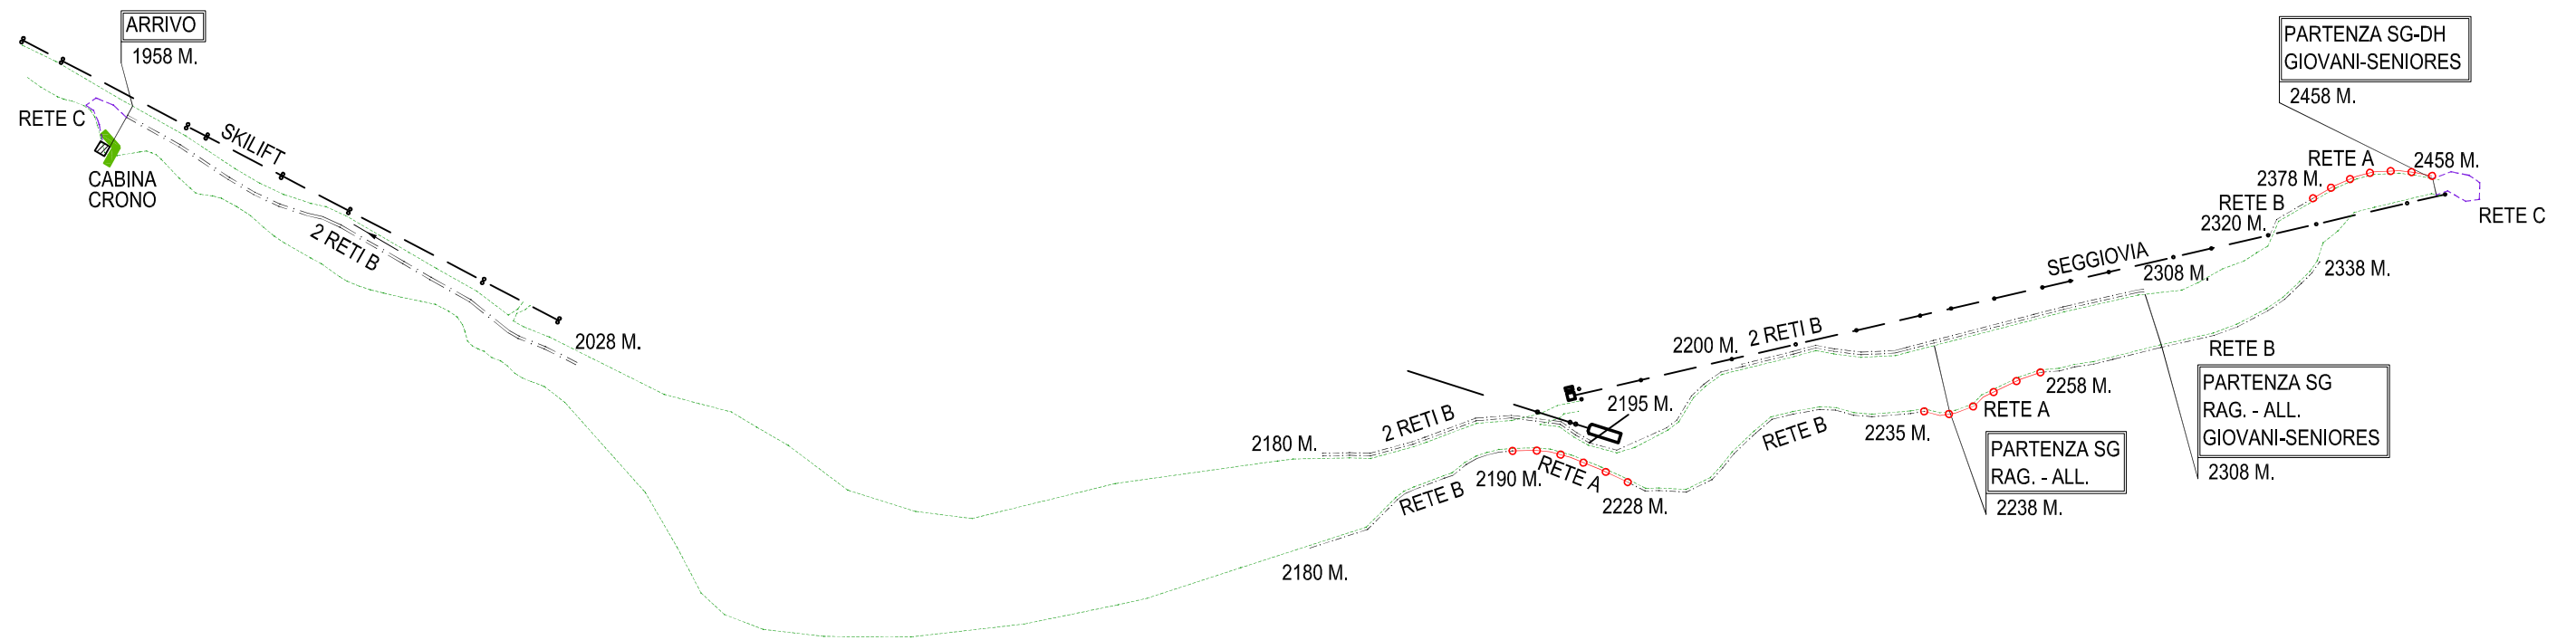 ARRIVO
1958 M.
RETE C
CABINA
CRONO
SKILIFT
2 RETI B
2028 M.
2180 M.
2 RETI B
2195 M.
2200 M.
2 RETI B
SEGGIOVIA
2308 M.
2320 M.
RETE B
2378 M.
RETE A
2458 M.
PARTENZA SG-DH
GIOVANI-SENIORES
2458 M.
RETE C
2338 M.
RETE B
PARTENZA SG
RAG. - ALL.
GIOVANI-SENIORES
2308 M.
2258 M.
RETE A
2235 M.
PARTENZA SG
RAG. - ALL.
2238 M.
RETE B
2228 M.
RETE A
2190 M.
RETE B
2180 M.